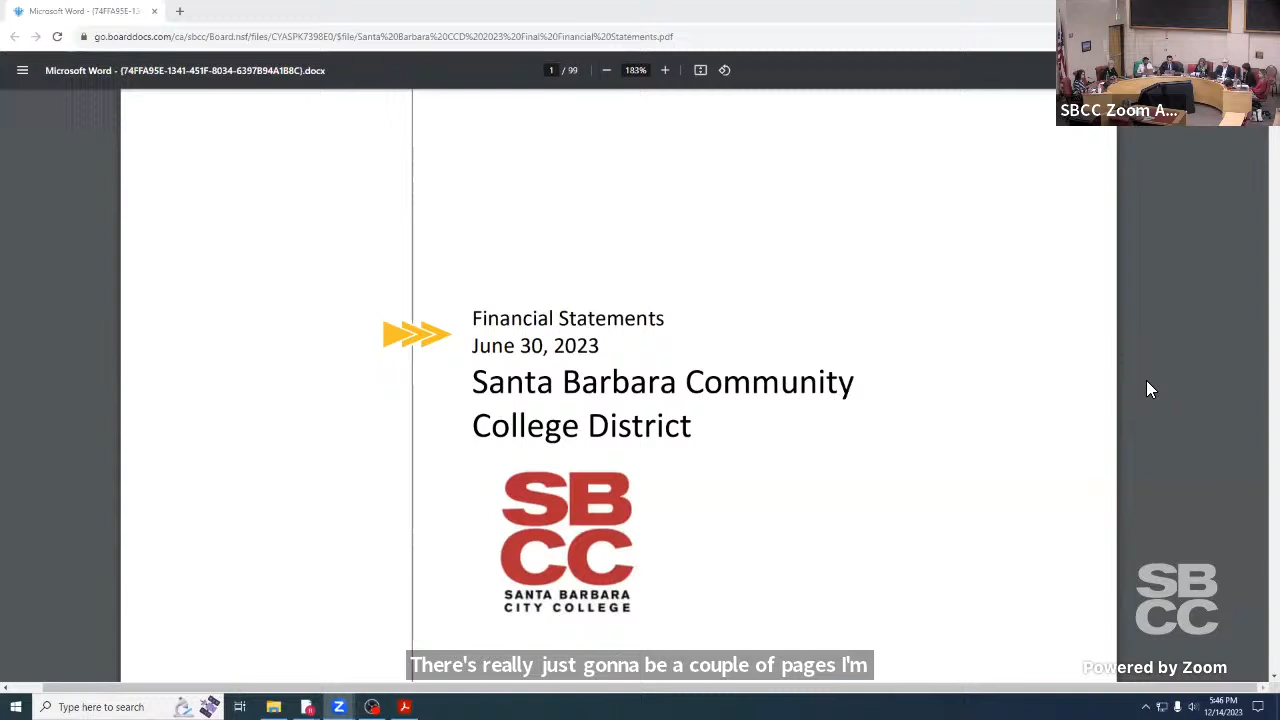 Microsoft Word - {74FFA95E-13
go.boarddocs.com/ca/sbcc/Board.nsf/files/CYASPK7398E0/$file/Santa%20Barbara%20CCD%202023%20Final%20Financial%20Statements.pdf
Microsoft Word - {74FFA95E-1341-451F-8034-6397B94A1B8C}.docx
1 / 99
183%
SBCC Zoom A...
Financial Statements
June 30, 2023
Santa Barbara Community
College District
SB
CC
SANTA BARBARA
CITY COLLEGE
SB
CC
There's really just gonna be a couple of pages I'm
Powered by Zoom
Type here to search
5:46 PM
12/14/2023